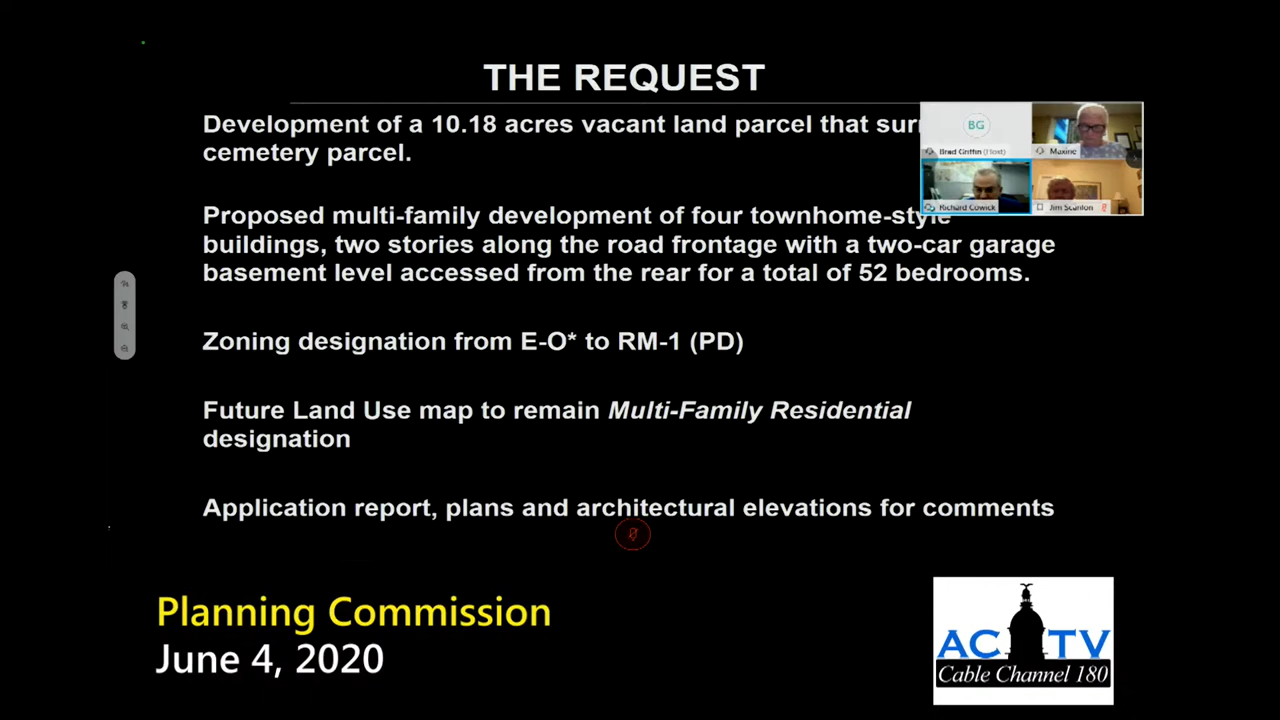 THE REQUEST
Development of a 10.18 acres vacant land parcel that
cemetery parcel.
BG
Brad Griffin (Host)
Maxine
Richard Cowick
Jim Scanlon
Proposed multi-family development of four townhome-style
buildings, two stories along the road frontage with a two-car garage
basement level accessed from the rear for a total of 52 bedrooms.
Zoning designation from E-O* to RM-1 (PD)
Future Land Use map to remain Multi-Family Residential
designation
Application report, plans and architectural elevations for comments
Planning Commission
June 4, 2020
AC TV
Cable Channel 180